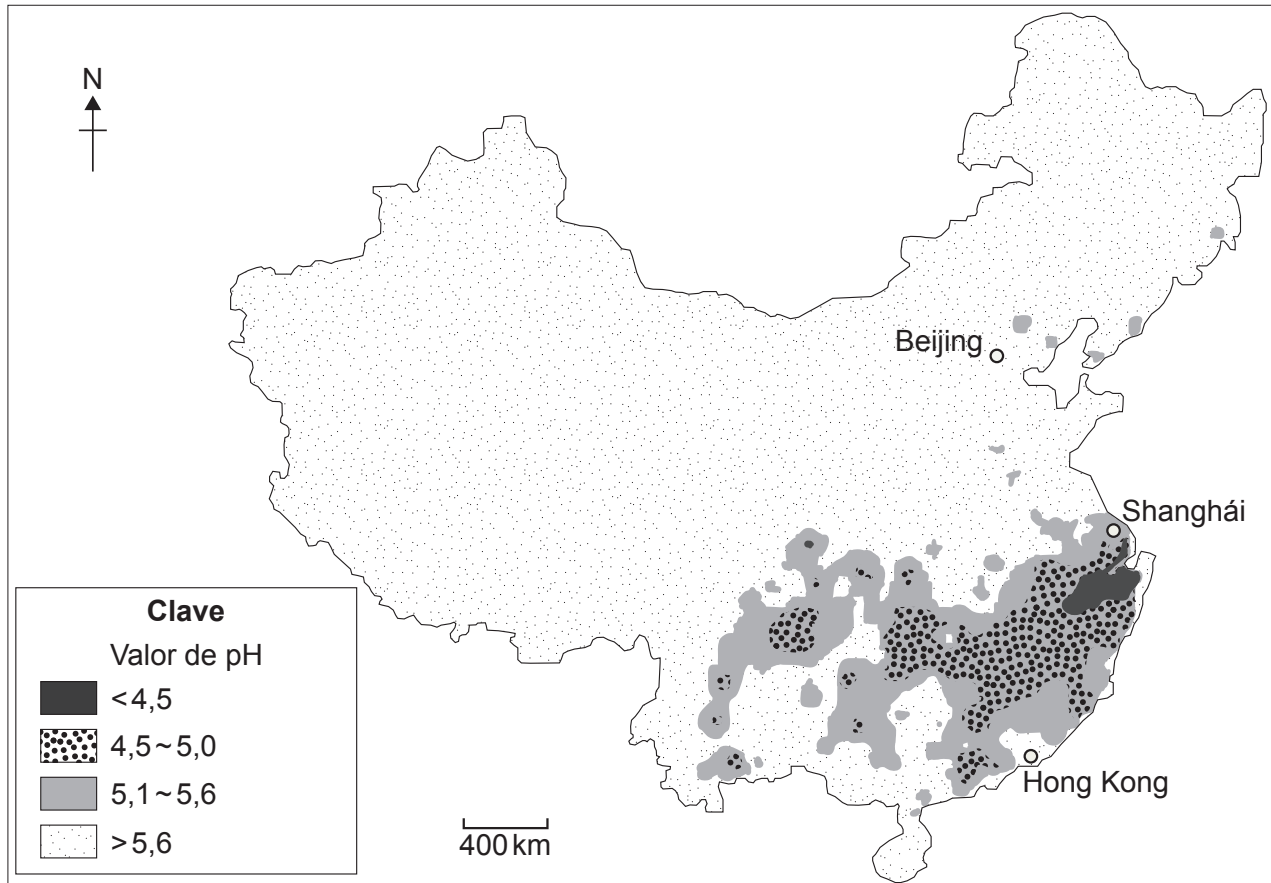 N
Beijing
Shanghái
Hong Kong
Clave
Valor de pH
<4,5
4,5~5,0
5,1~5,6
>5,6
400 km